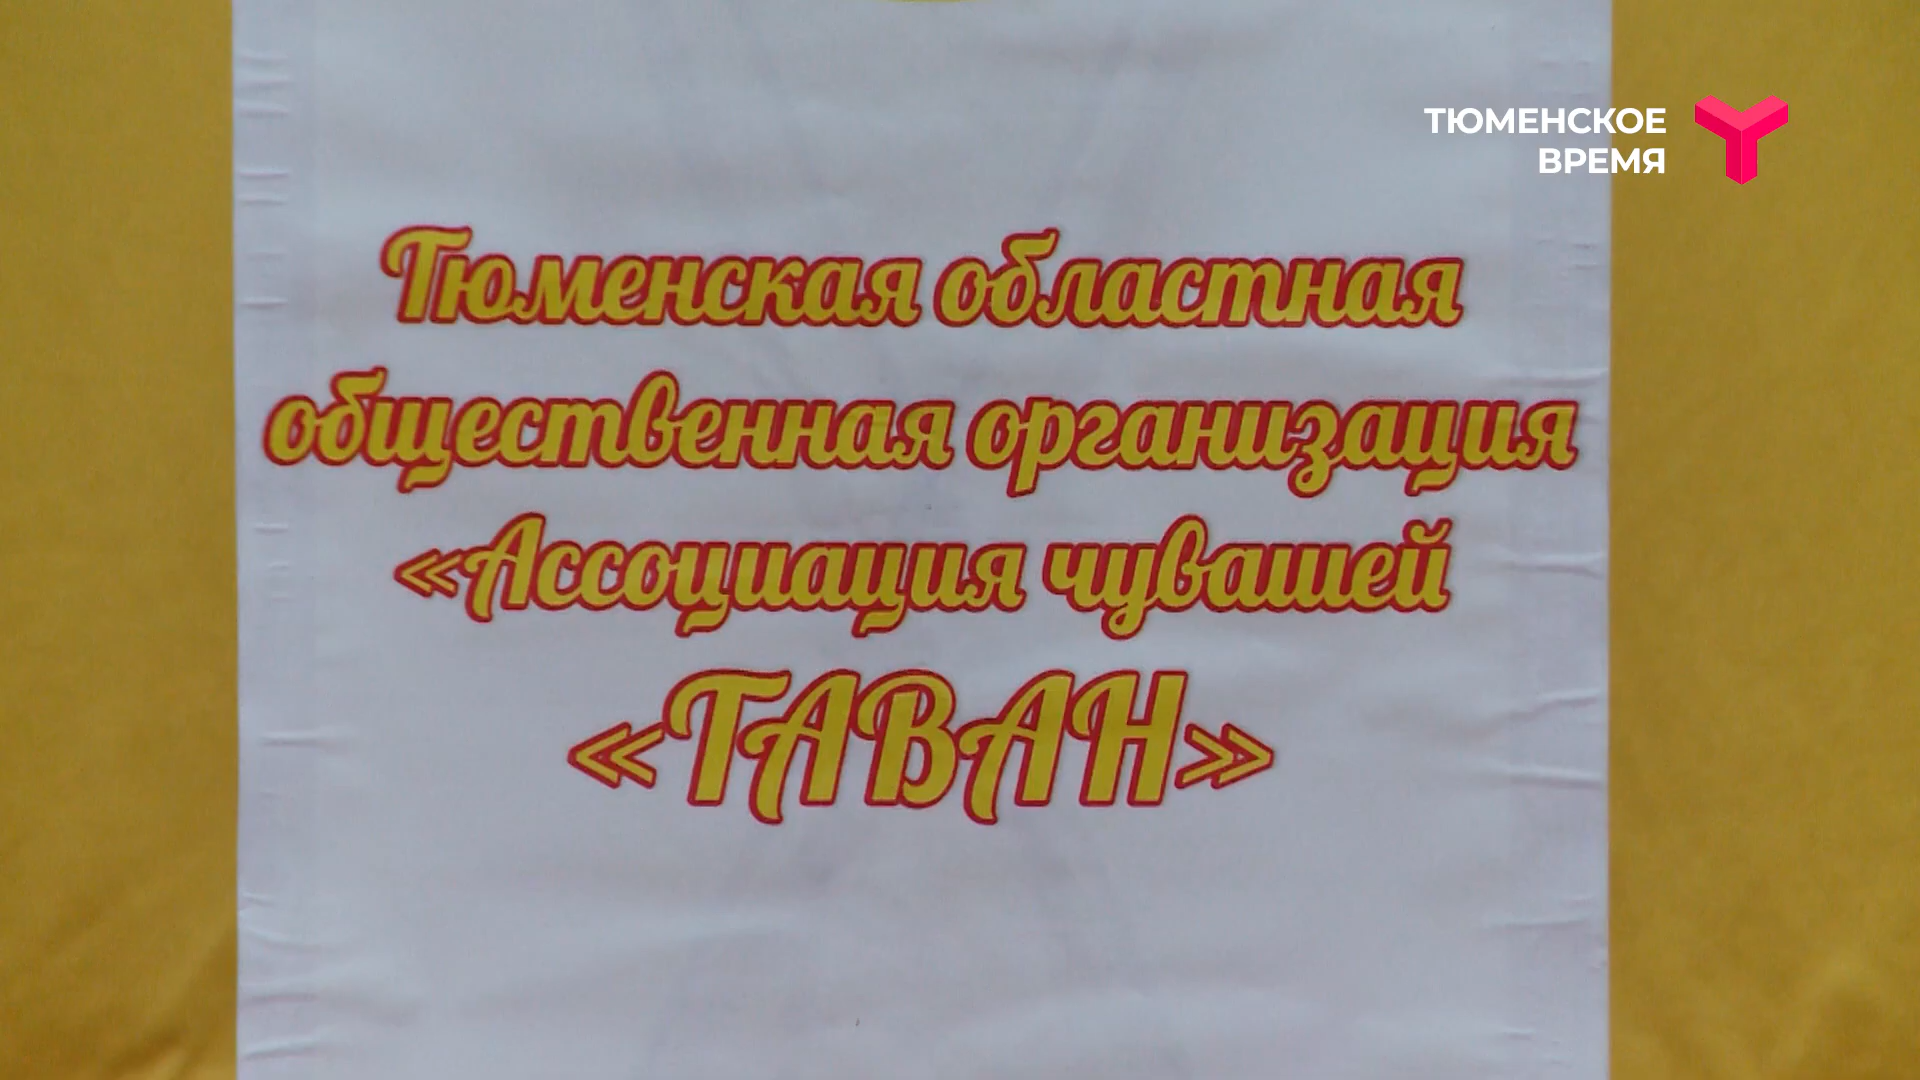 ТЮМЕНСКОЕ
ВРЕМЯ
Тюменская областная
общественная организация
«Ассоциация чувашей
«ТАВАН»